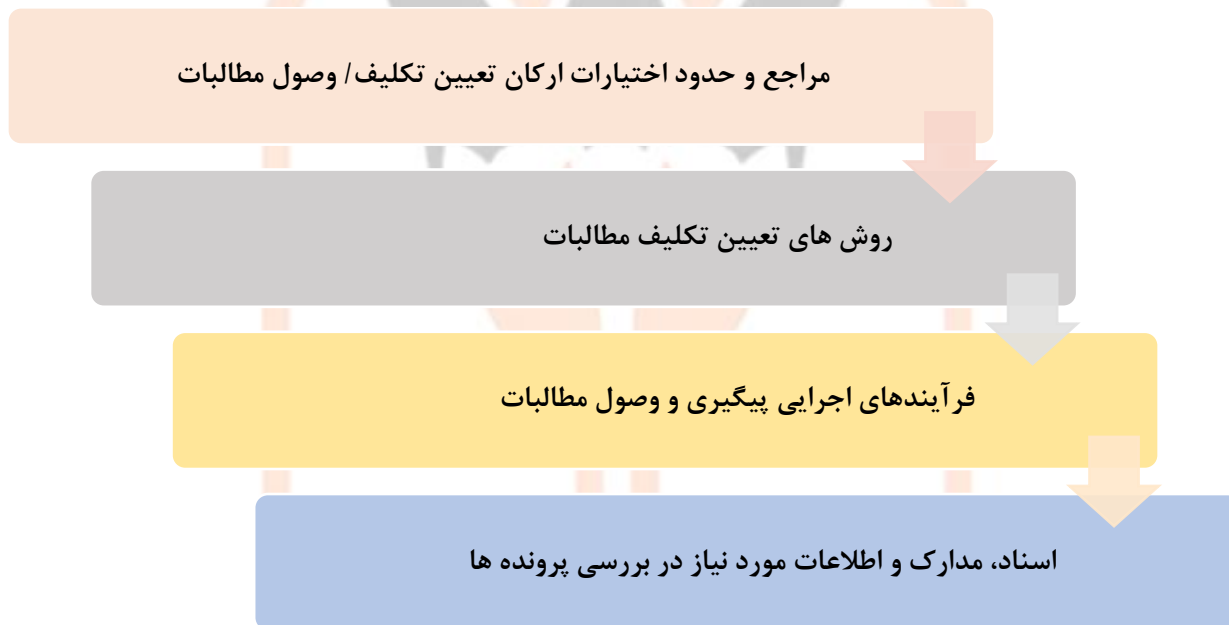 مراجع و حدود اختیارات ارکان تعیین تکلیف/ وصول مطالبات
روش های تعیین تکلیف مطالبات
فرآیندهای اجرایی پیگیری و وصول مطالبات
اسناد، مدارک و اطلاعات مورد نیاز در بررسی پرونده ها